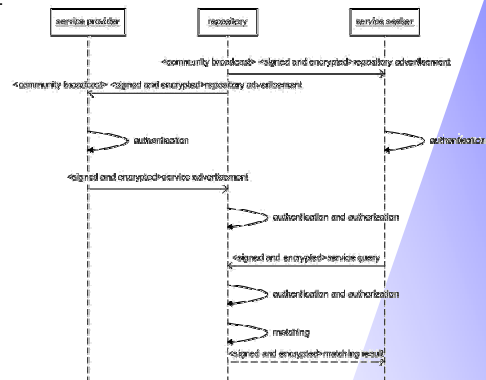 service provider
repository
service seeker
<community broadcast> <signed and encrypted>repository advertisement
<community broadcast> <signed and encrypted>repository advertisement
authentication
authentication
<signed and encrypted>service advertisement
authentication and authorization
<signed and encrypted>service query
authentication and authorization
matching
<signed and encrypted>matching result